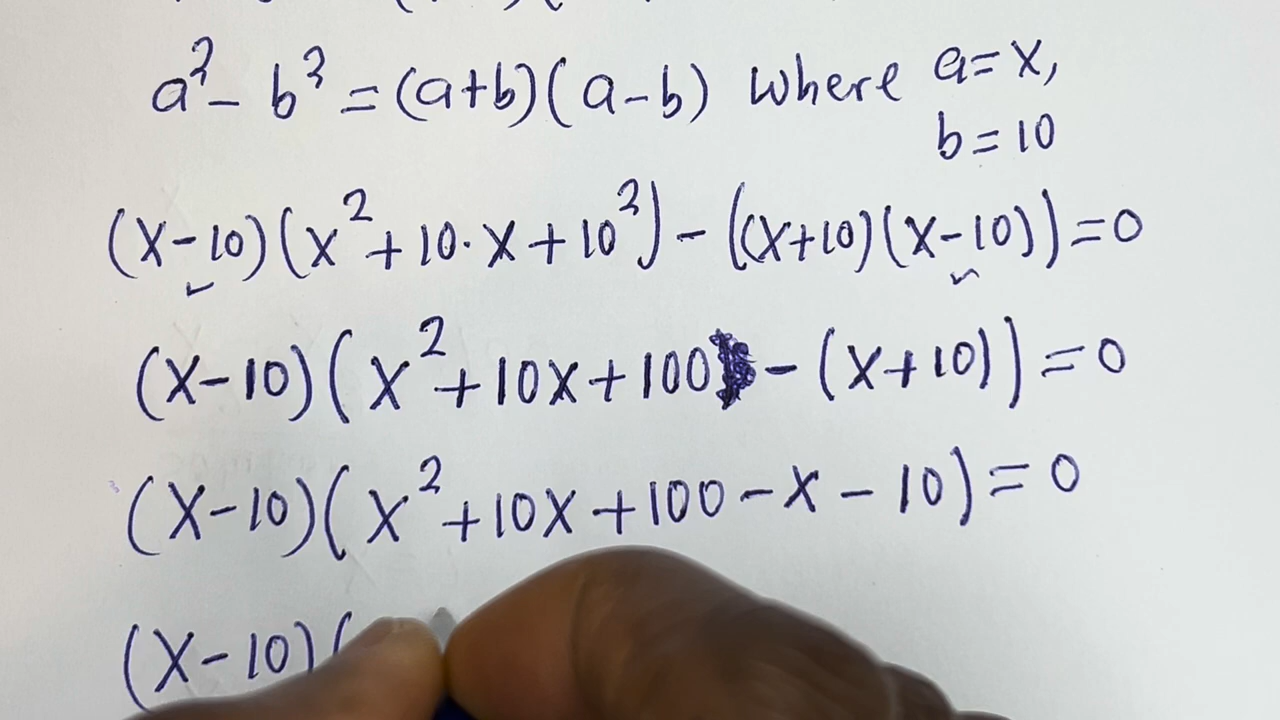 a² - b² = (a+b)(a-b) where a=x,
b=10
(x-10)(x²+10·x+10²) - ((x+10)(x-10)) = 0
(x-10)(x²+10x+100 - (x+10)) = 0
(x-10)(x²+10x+100-x-10) = 0
(x-10)(